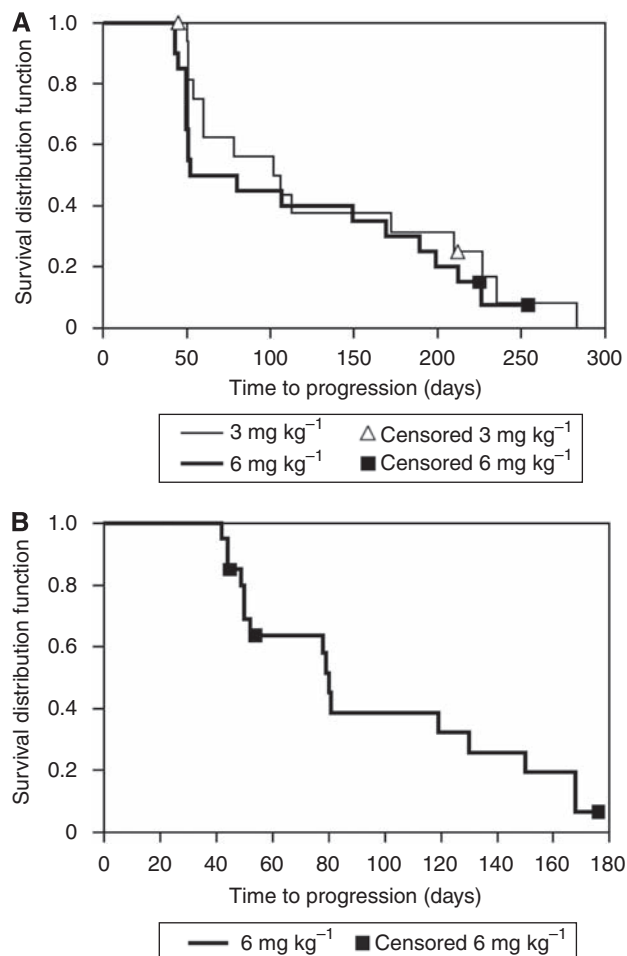 A
Survival distribution function
1.0
0.8
0.6
0.4
0.2
0
0 50 100 150 200 250 300
Time to progression (days)
3 mg kg⁻¹ Censored 3 mg kg⁻¹
6 mg kg⁻¹ Censored 6 mg kg⁻¹
B
Survival distribution function
1.0
0.8
0.6
0.4
0.2
0
0 20 40 60 80 100 120 140 160 180
Time to progression (days)
6 mg kg⁻¹ Censored 6 mg kg⁻¹